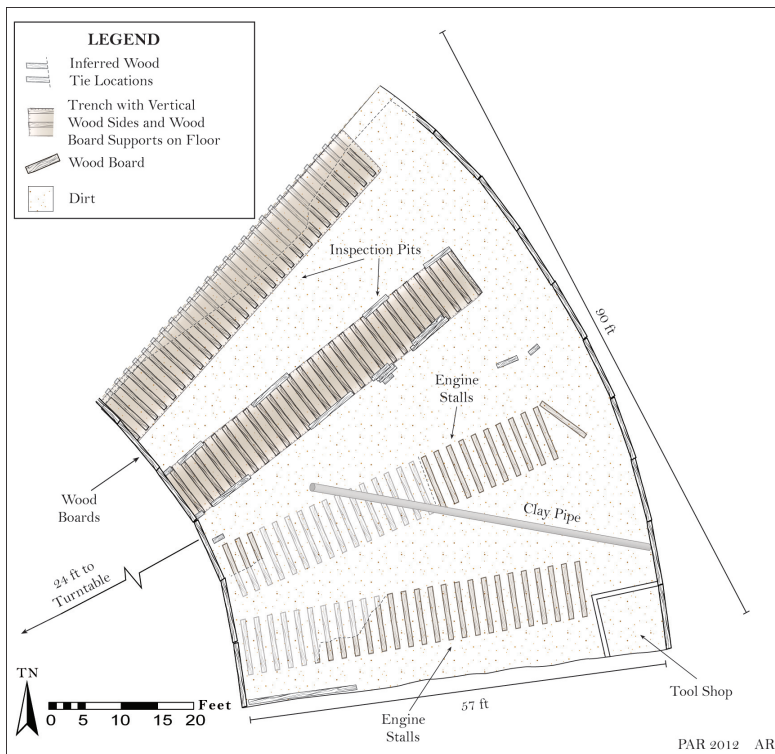 LEGEND
Inferred Wood
Tie Locations
Trench with Vertical
Wood Sides and Wood
Board Supports on Floor
Wood Board
Dirt
Inspection Pits
90 ft
Engine
Stalls
Wood
Boards
Clay Pipe
24 ft to
Turntable
TN
Feet
0 5 10 15 20
57 ft
Engine
Stalls
Tool Shop
PAR 2012 AR